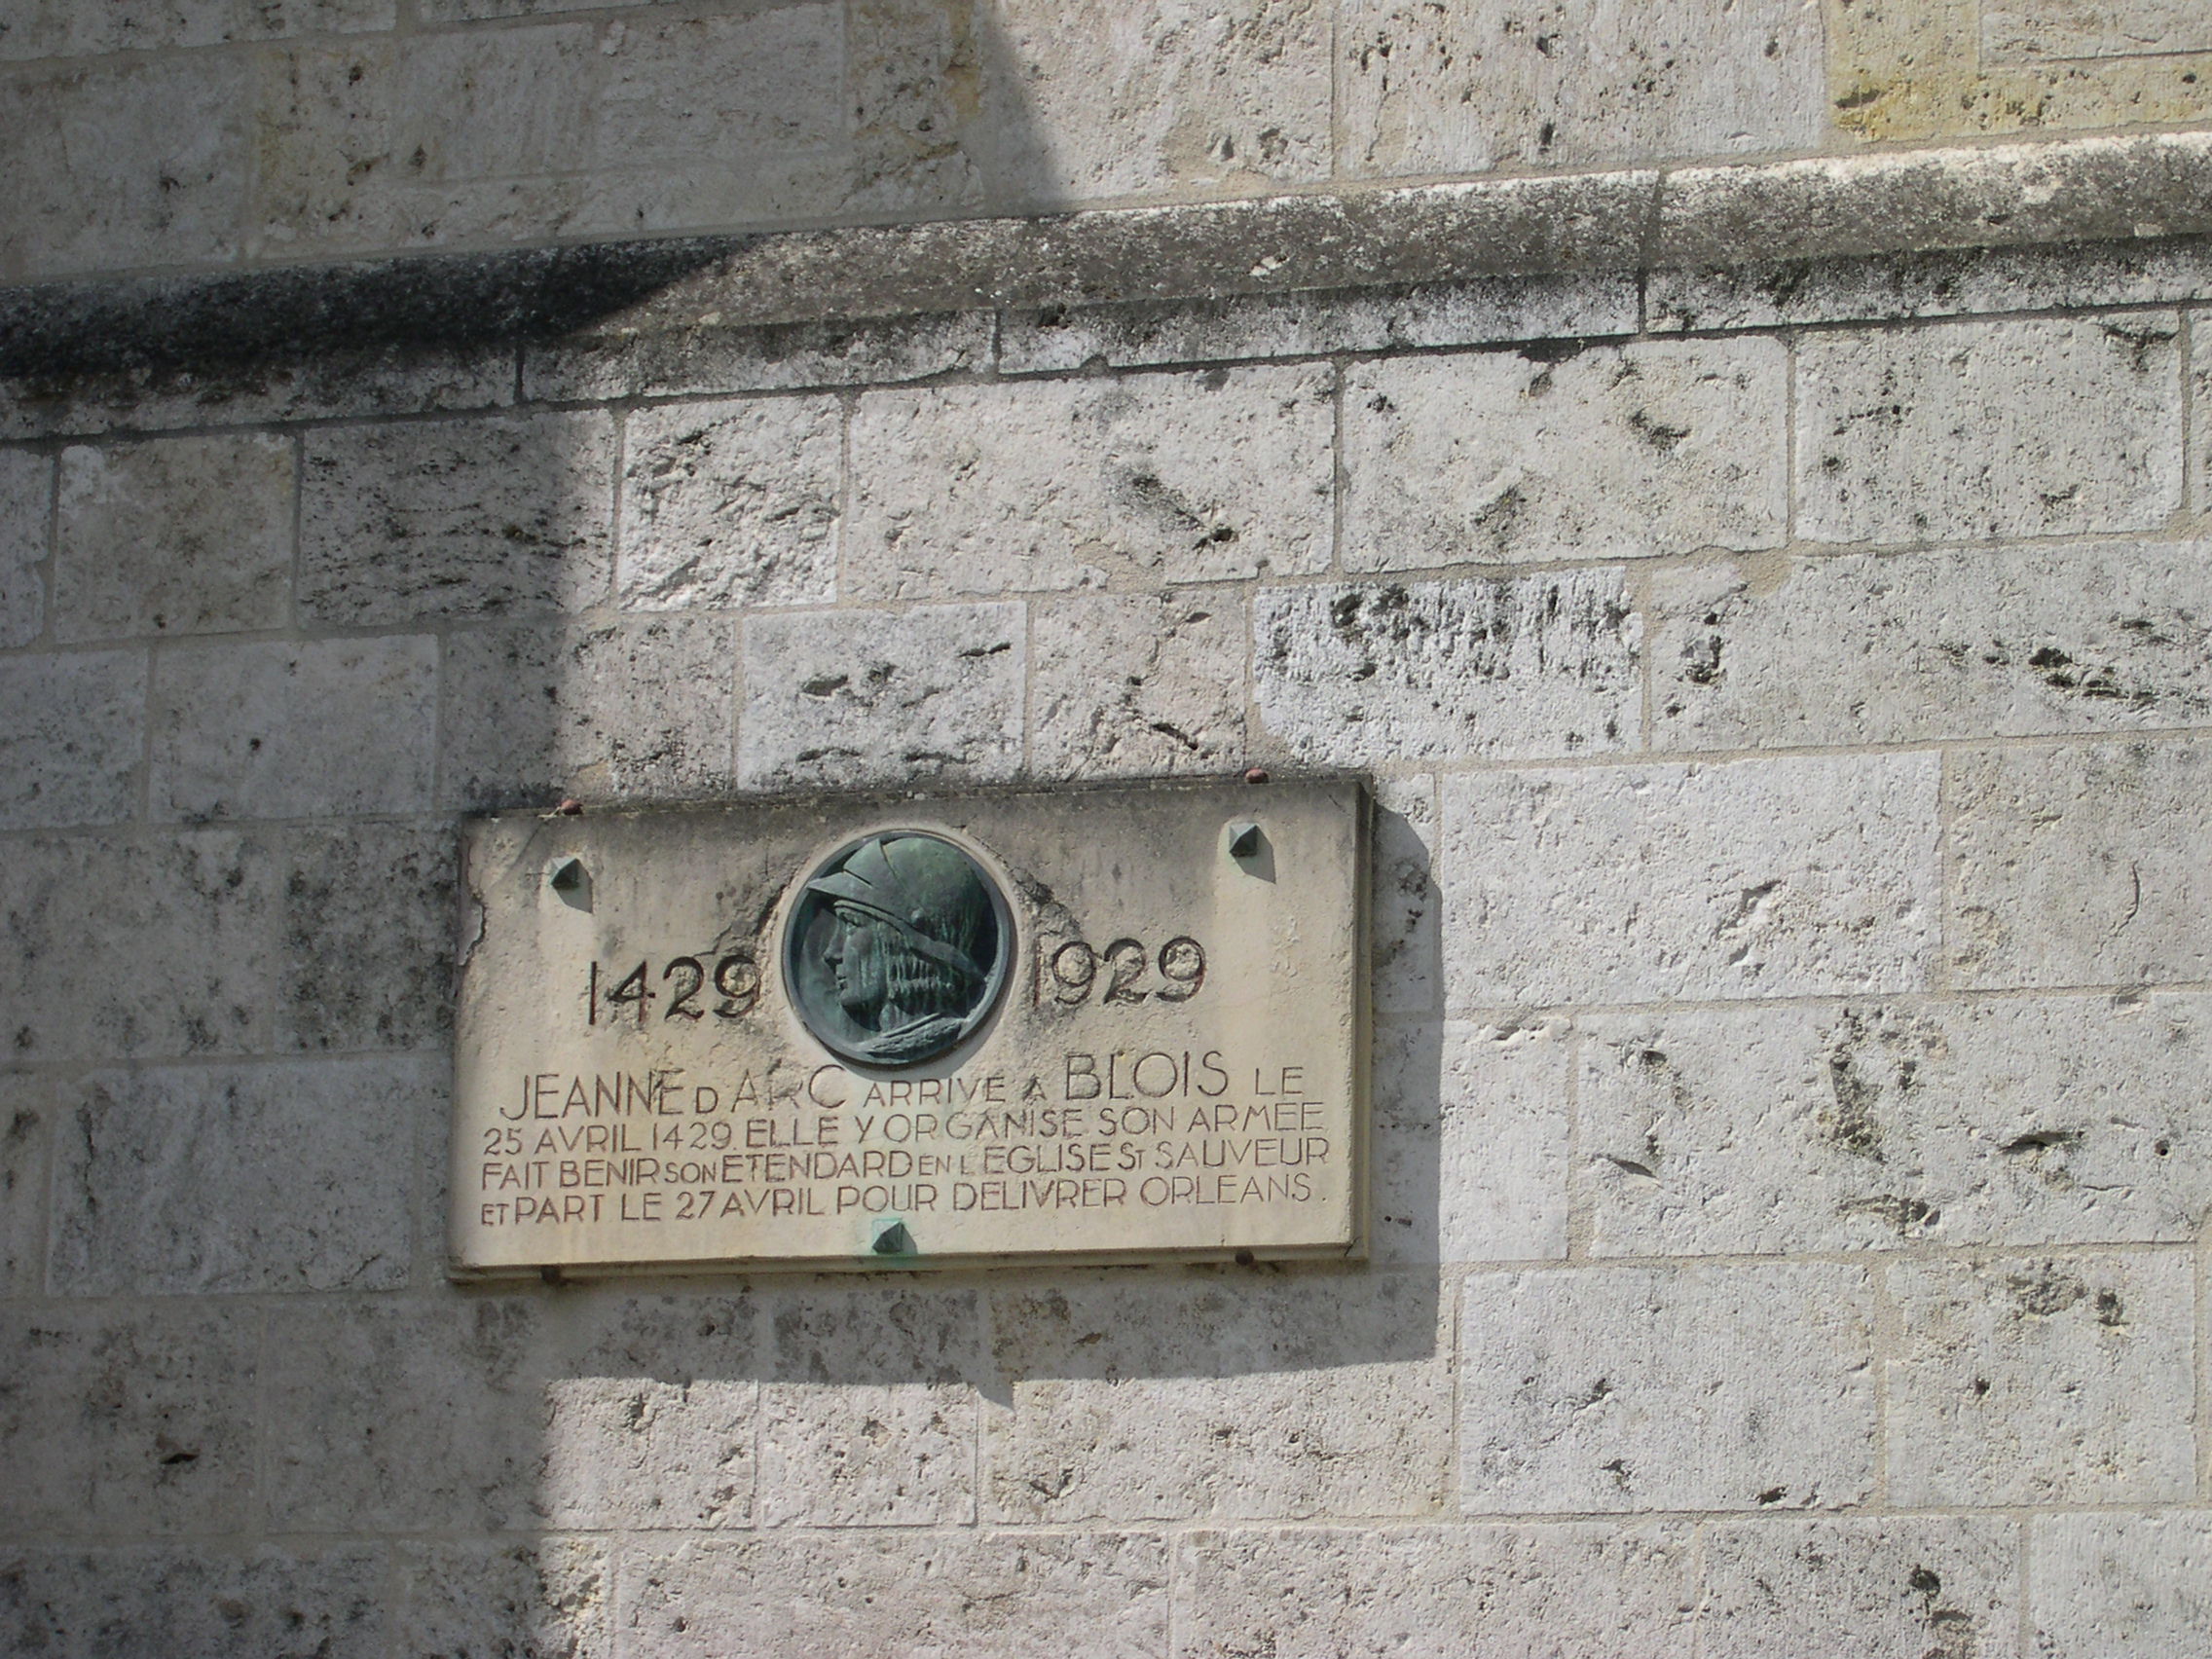 1429 1929
JEANNE D ARC ARRIVE A BLOIS LE
25 AVRIL 1429. ELLE Y ORGANISE SON ARMÉE
FAIT BENIR SON ETENDARD EN L'EGLISE ST SAUVEUR
ET PART LE 27 AVRIL POUR DELIVRER ORLEANS.